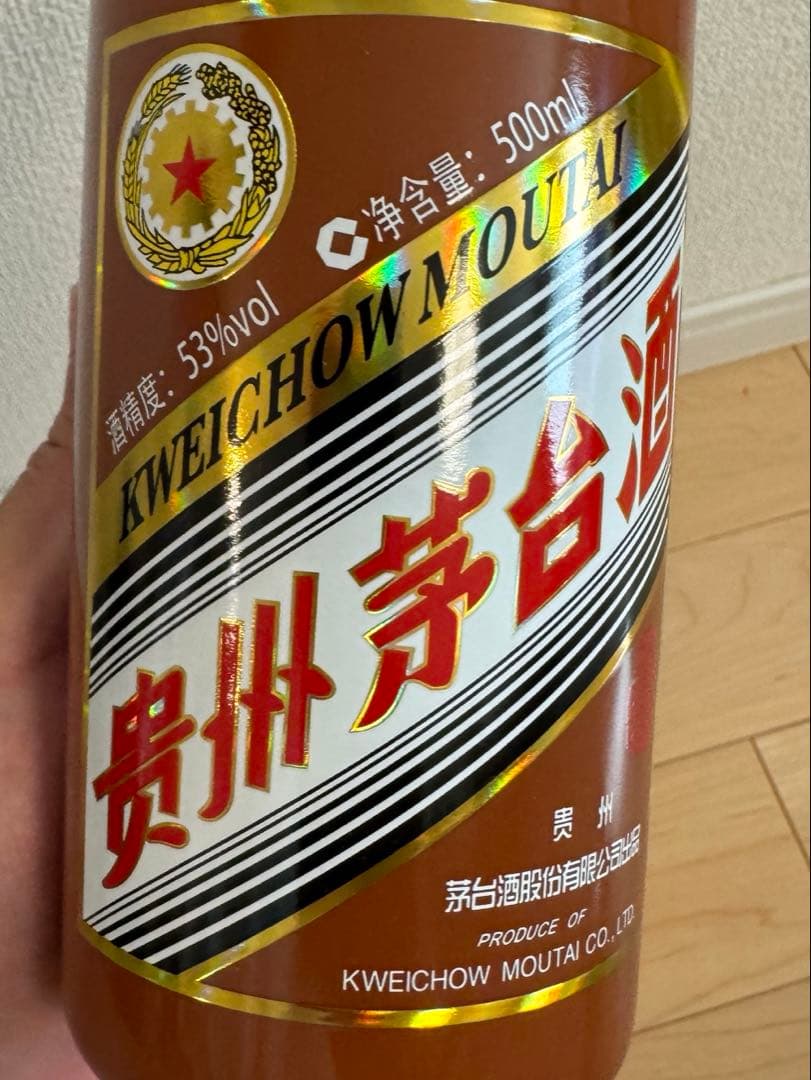 净含量：500ml
酒精度：53%vol
KWEICHOW MOUTAI
贵州茅台酒
贵州
茅台酒股份有限公司出品
PRODUCE OF
KWEICHOW MOUTAI CO., LTD.